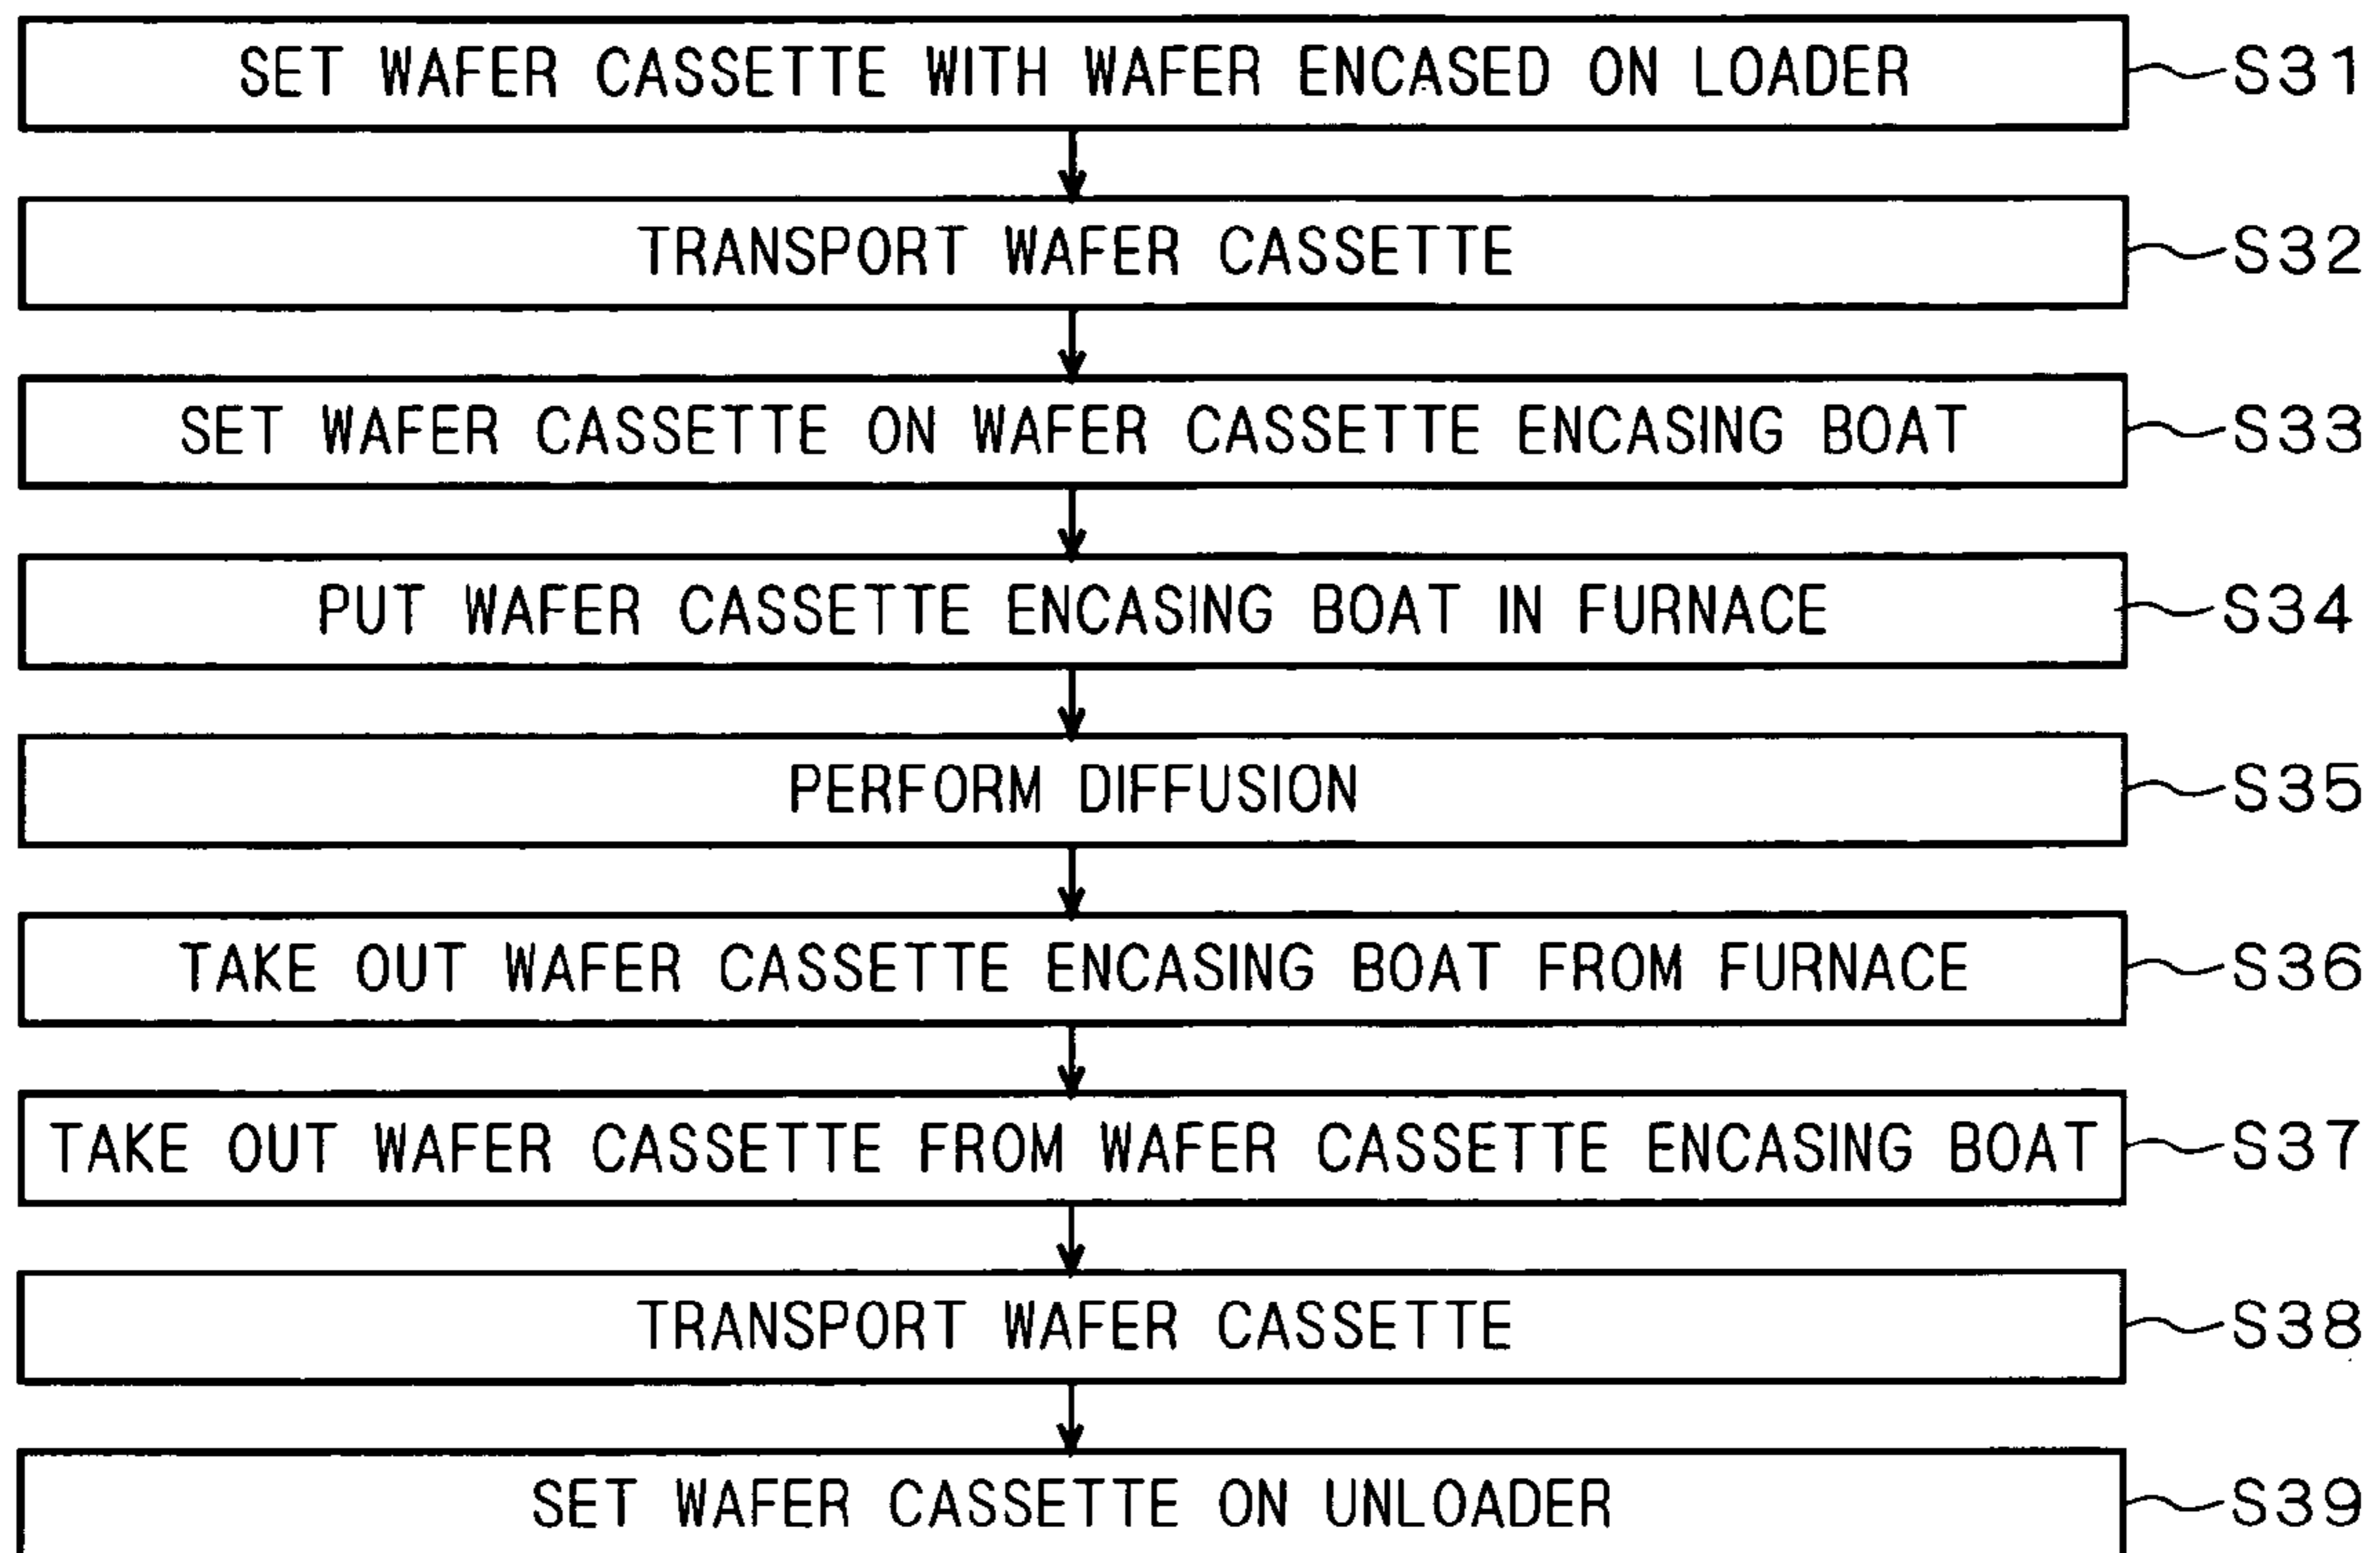 SET WAFER CASSETTE WITH WAFER ENCASED ON LOADER S31
TRANSPORT WAFER CASSETTE S32
SET WAFER CASSETTE ON WAFER CASSETTE ENCASING BOAT S33
PUT WAFER CASSETTE ENCASING BOAT IN FURNACE S34
PERFORM DIFFUSION S35
TAKE OUT WAFER CASSETTE ENCASING BOAT FROM FURNACE S36
TAKE OUT WAFER CASSETTE FROM WAFER CASSETTE ENCASING BOAT S37
TRANSPORT WAFER CASSETTE S38
SET WAFER CASSETTE ON UNLOADER S39